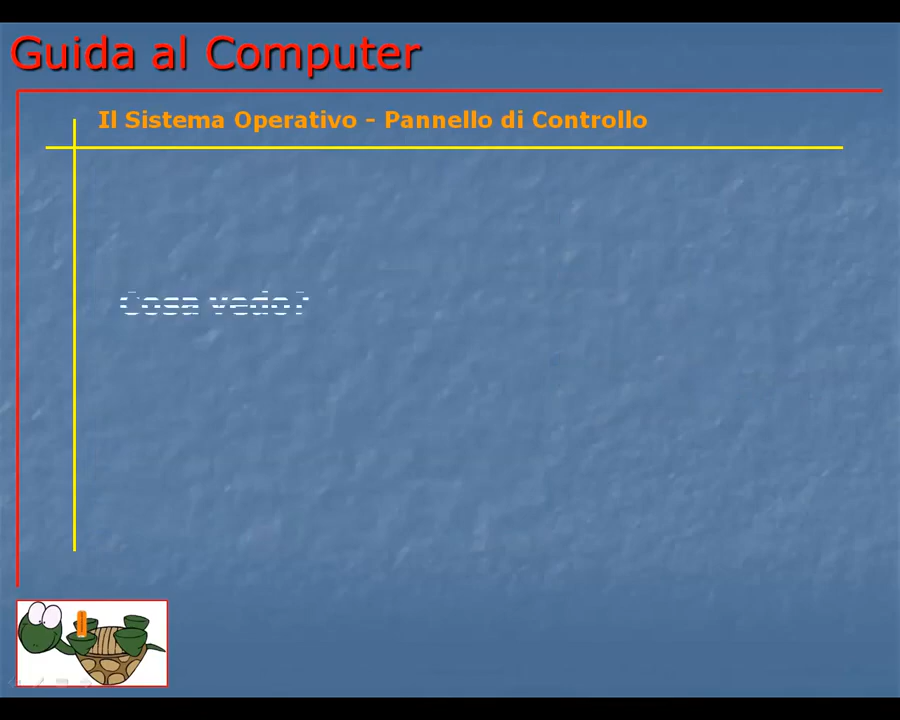 Guida al Computer
Il Sistema Operativo - Pannello di Controllo
Cosa vedo?